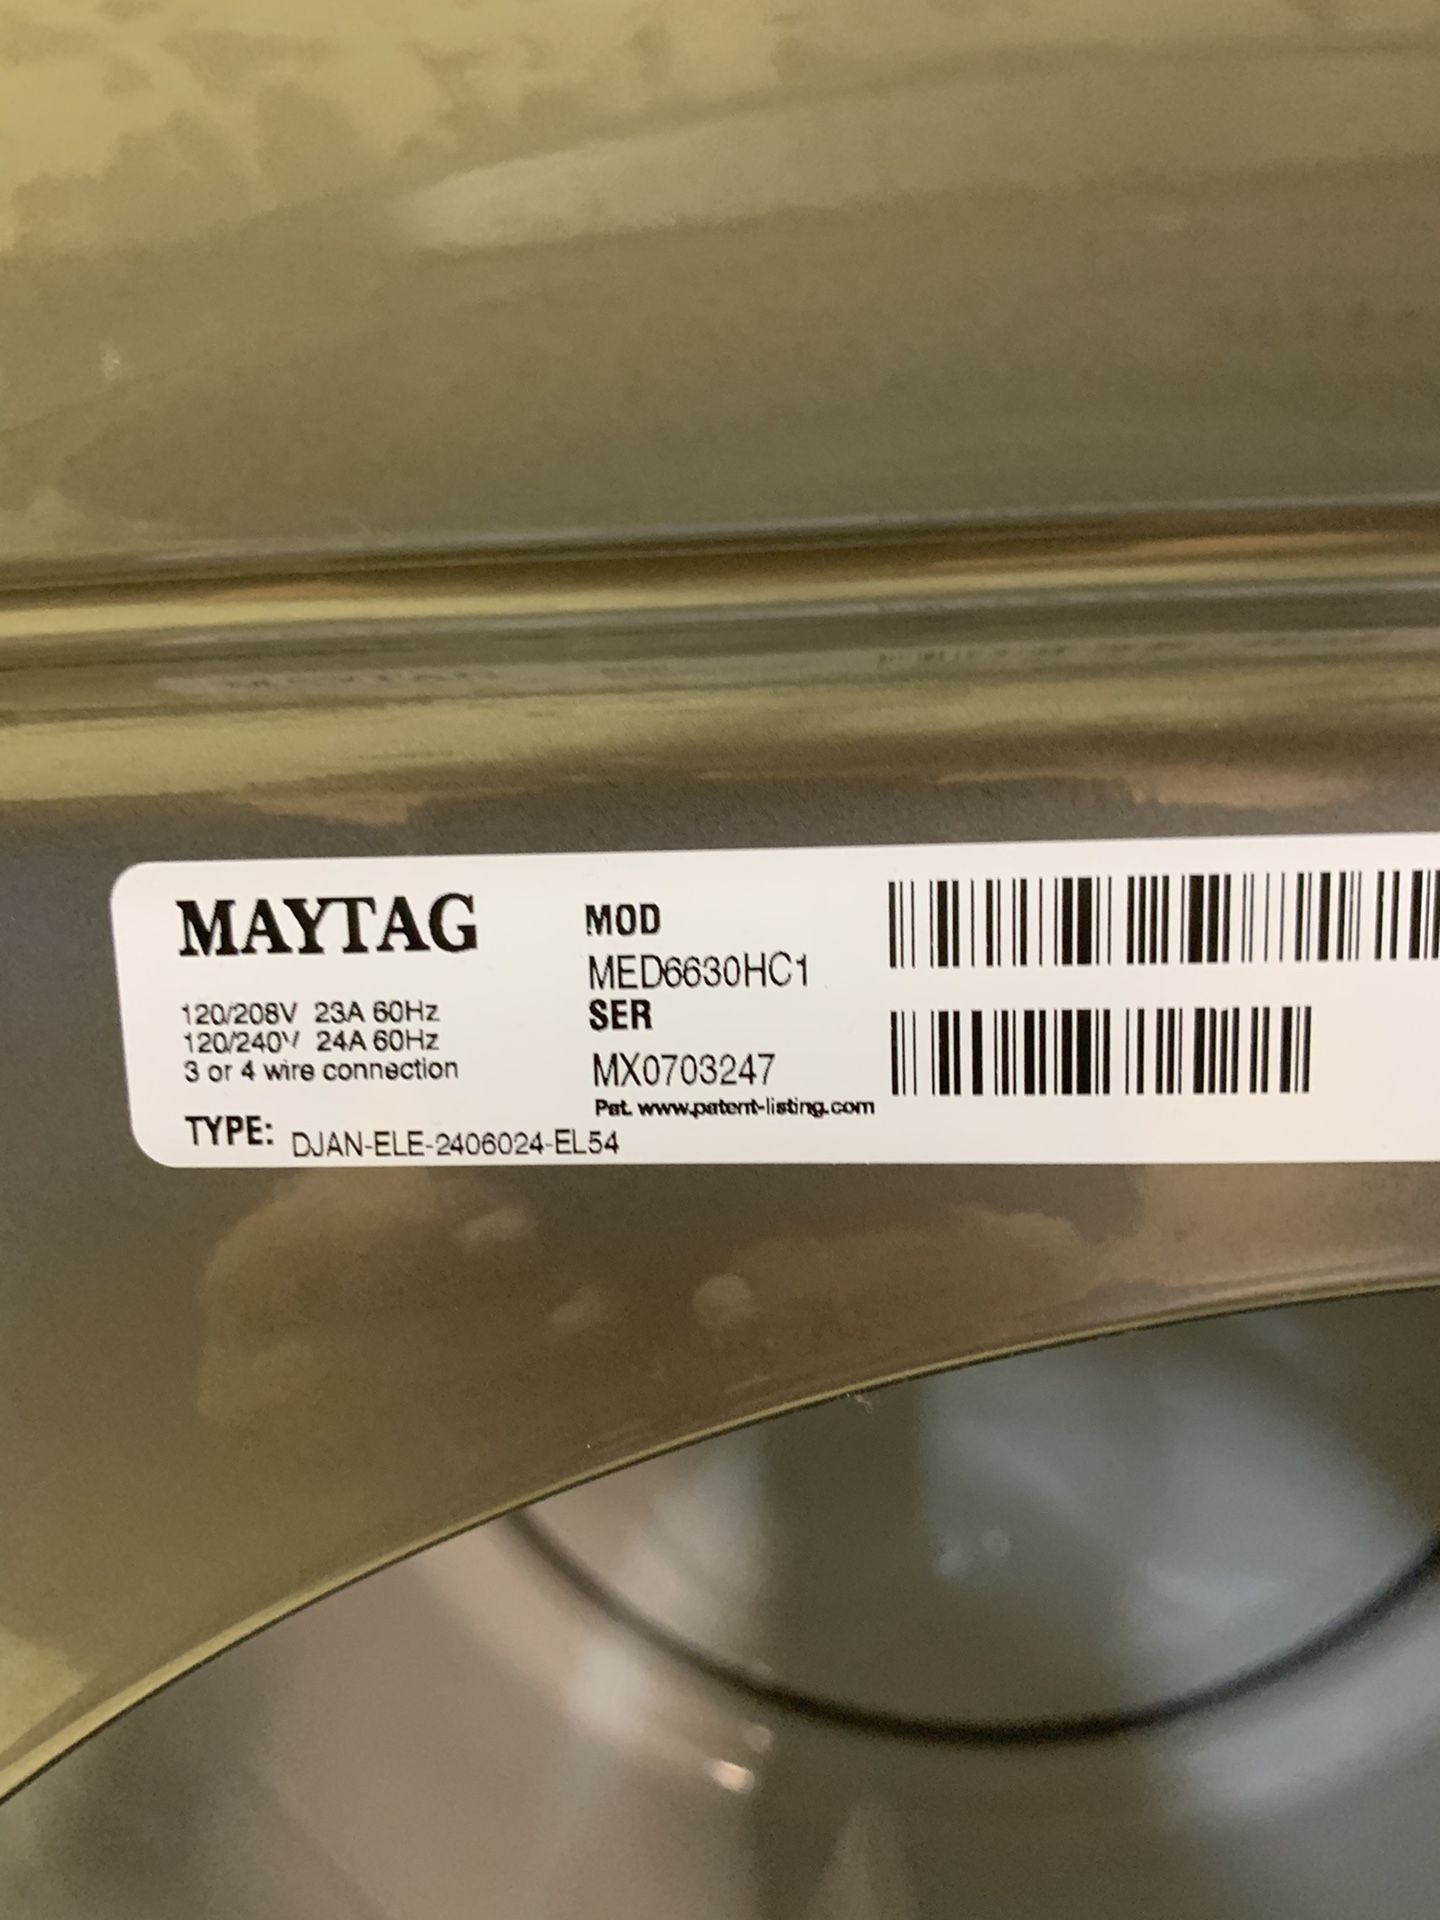 MAYTAG
120/208V 23A 60Hz
120/240V 24A 60Hz
3 or 4 wire connection
TYPE: DJAN-ELE-2406024-EL54
MOD
MED6630HC1
SER
MX0703247
Pat. www.patent-listing.com